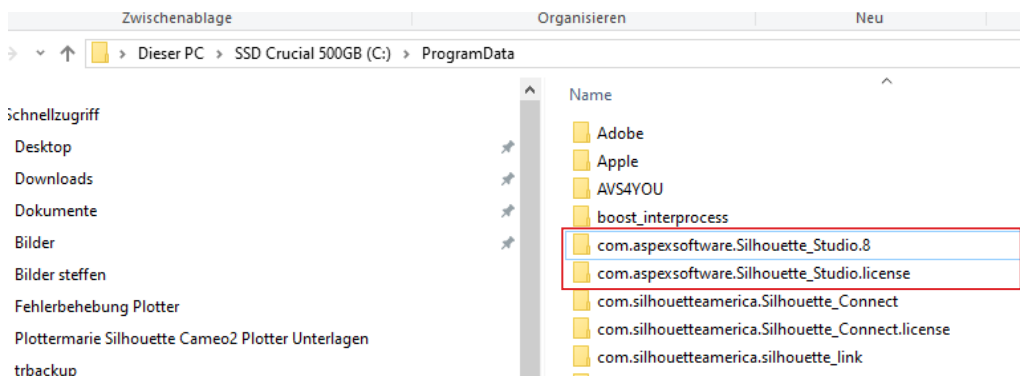 Zwischenablage
Organisieren
Neu
Dieser PC > SSD Crucial 500GB (C:) > ProgramData
Schnellzugriff
Desktop
Downloads
Dokumente
Bilder
Bilder steffen
Fehlerbehebung Plotter
Plottermarie Silhouette Cameo2 Plotter Unterlagen
trbackup
Name
Adobe
Apple
AVS4YOU
boost_interprocess
com.aspexsoftware.Silhouette_Studio.8
com.aspexsoftware.Silhouette_Studio.license
com.silhouetteamerica.Silhouette_Connect
com.silhouetteamerica.Silhouette_Connect.license
com.silhouetteamerica.silhouette_link